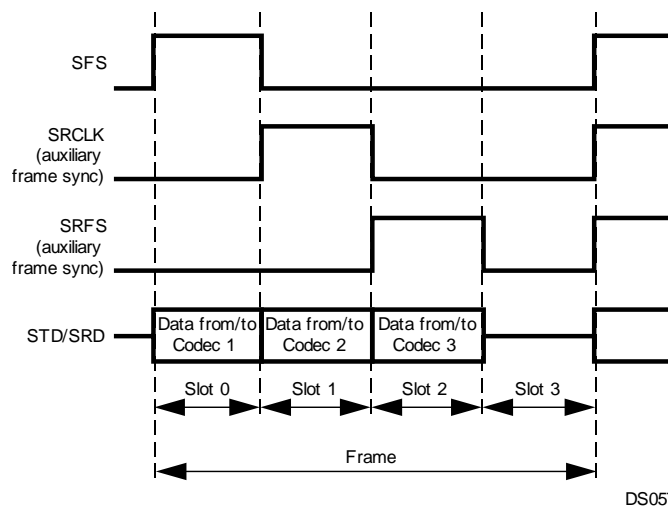 SFS
SRCLK
(auxiliary
frame sync)
SRFS
(auxiliary
frame sync)
STD/SRD
Data from/to
Codec 1
Data from/to
Codec 2
Data from/to
Codec 3
Slot 0
Slot 1
Slot 2
Slot 3
Frame